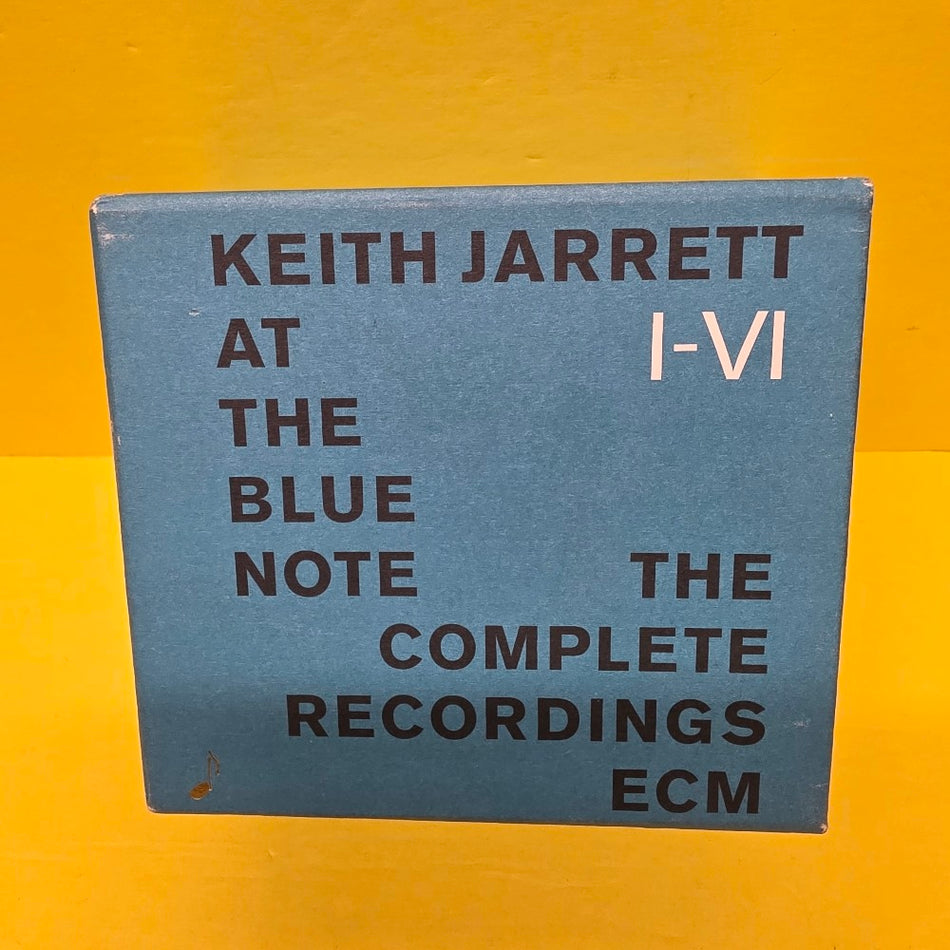 KEITH JARRETT
AT
I-VI
THE
BLUE
NOTE
THE
COMPLETE
RECORDINGS
ECM